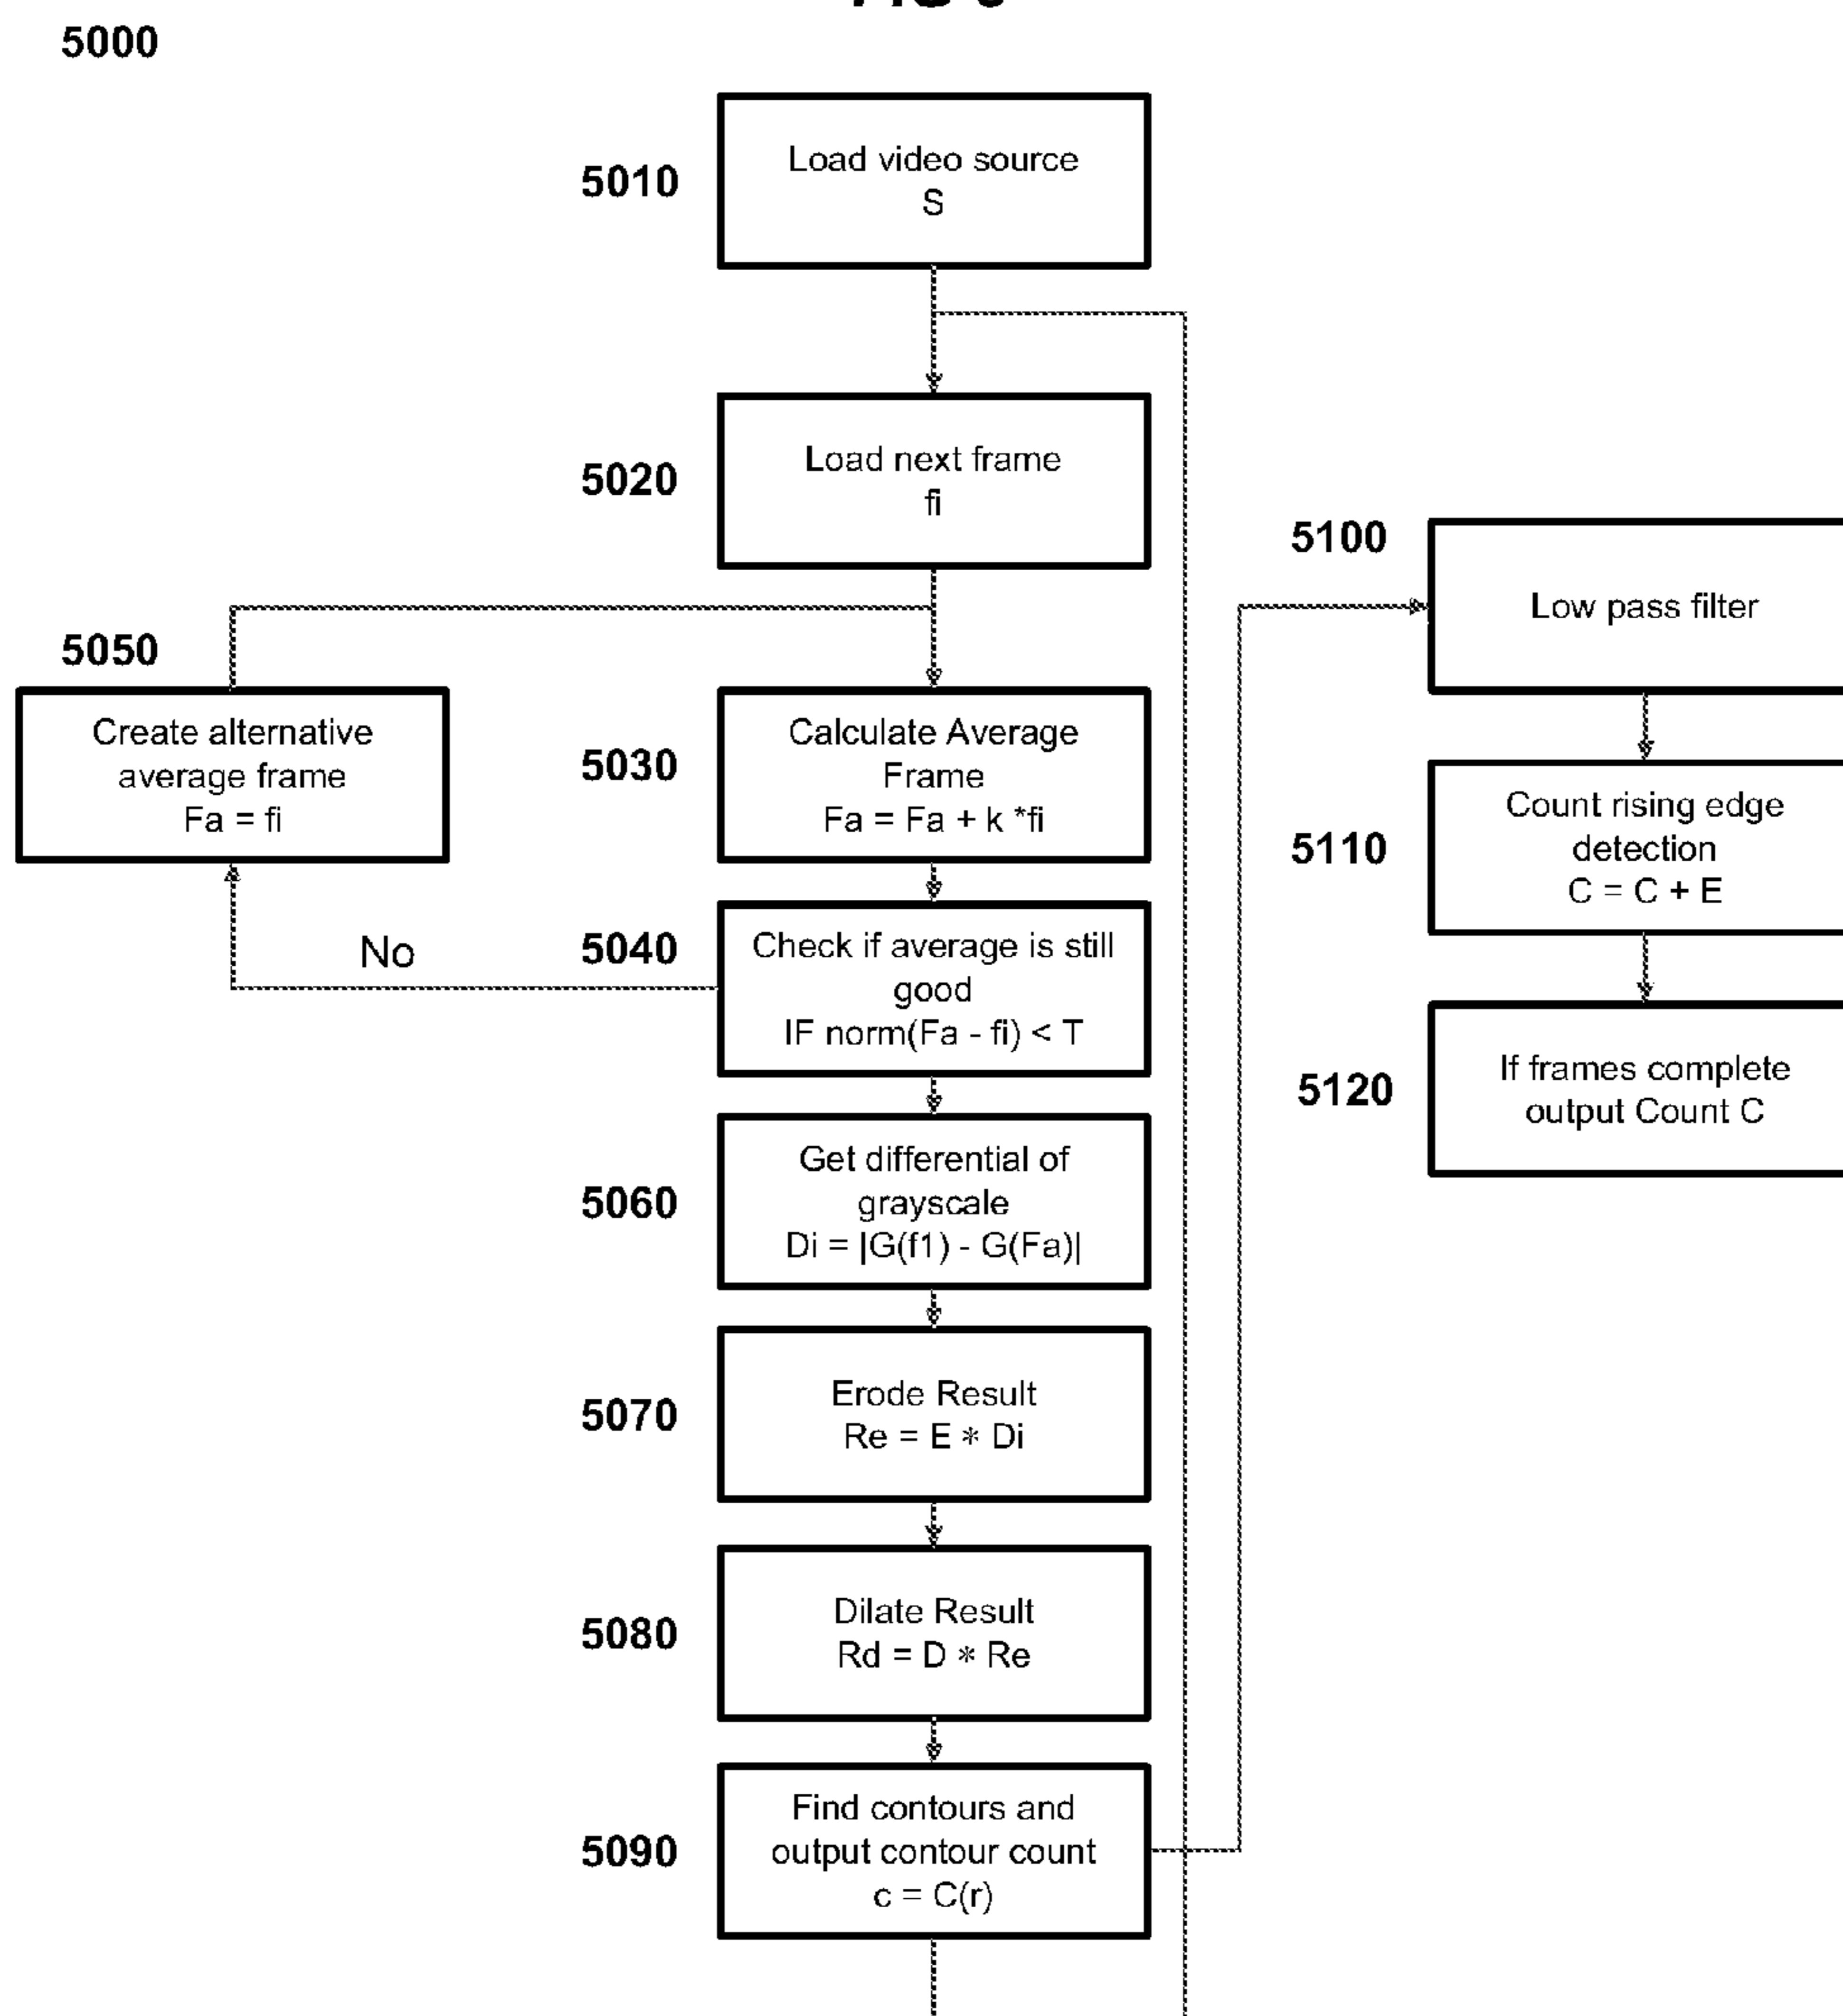 5000
5010
Load video source
S
5020
Load next frame
fi
5050
Create alternative
average frame
Fa = fi
5030
Calculate Average
Frame
Fa = Fa + k *fi
No
5040
Check if average is still
good
IF norm(Fa - fi) < T
5060
Get differential of
grayscale
Di = |G(f1) - G(Fa)|
5070
Erode Result
Re = E * Di
5080
Dilate Result
Rd = D * Re
5090
Find contours and
output contour count
c = C(r)
5100
Low pass filter
5110
Count rising edge
detection
C = C + E
5120
If frames complete
output Count C